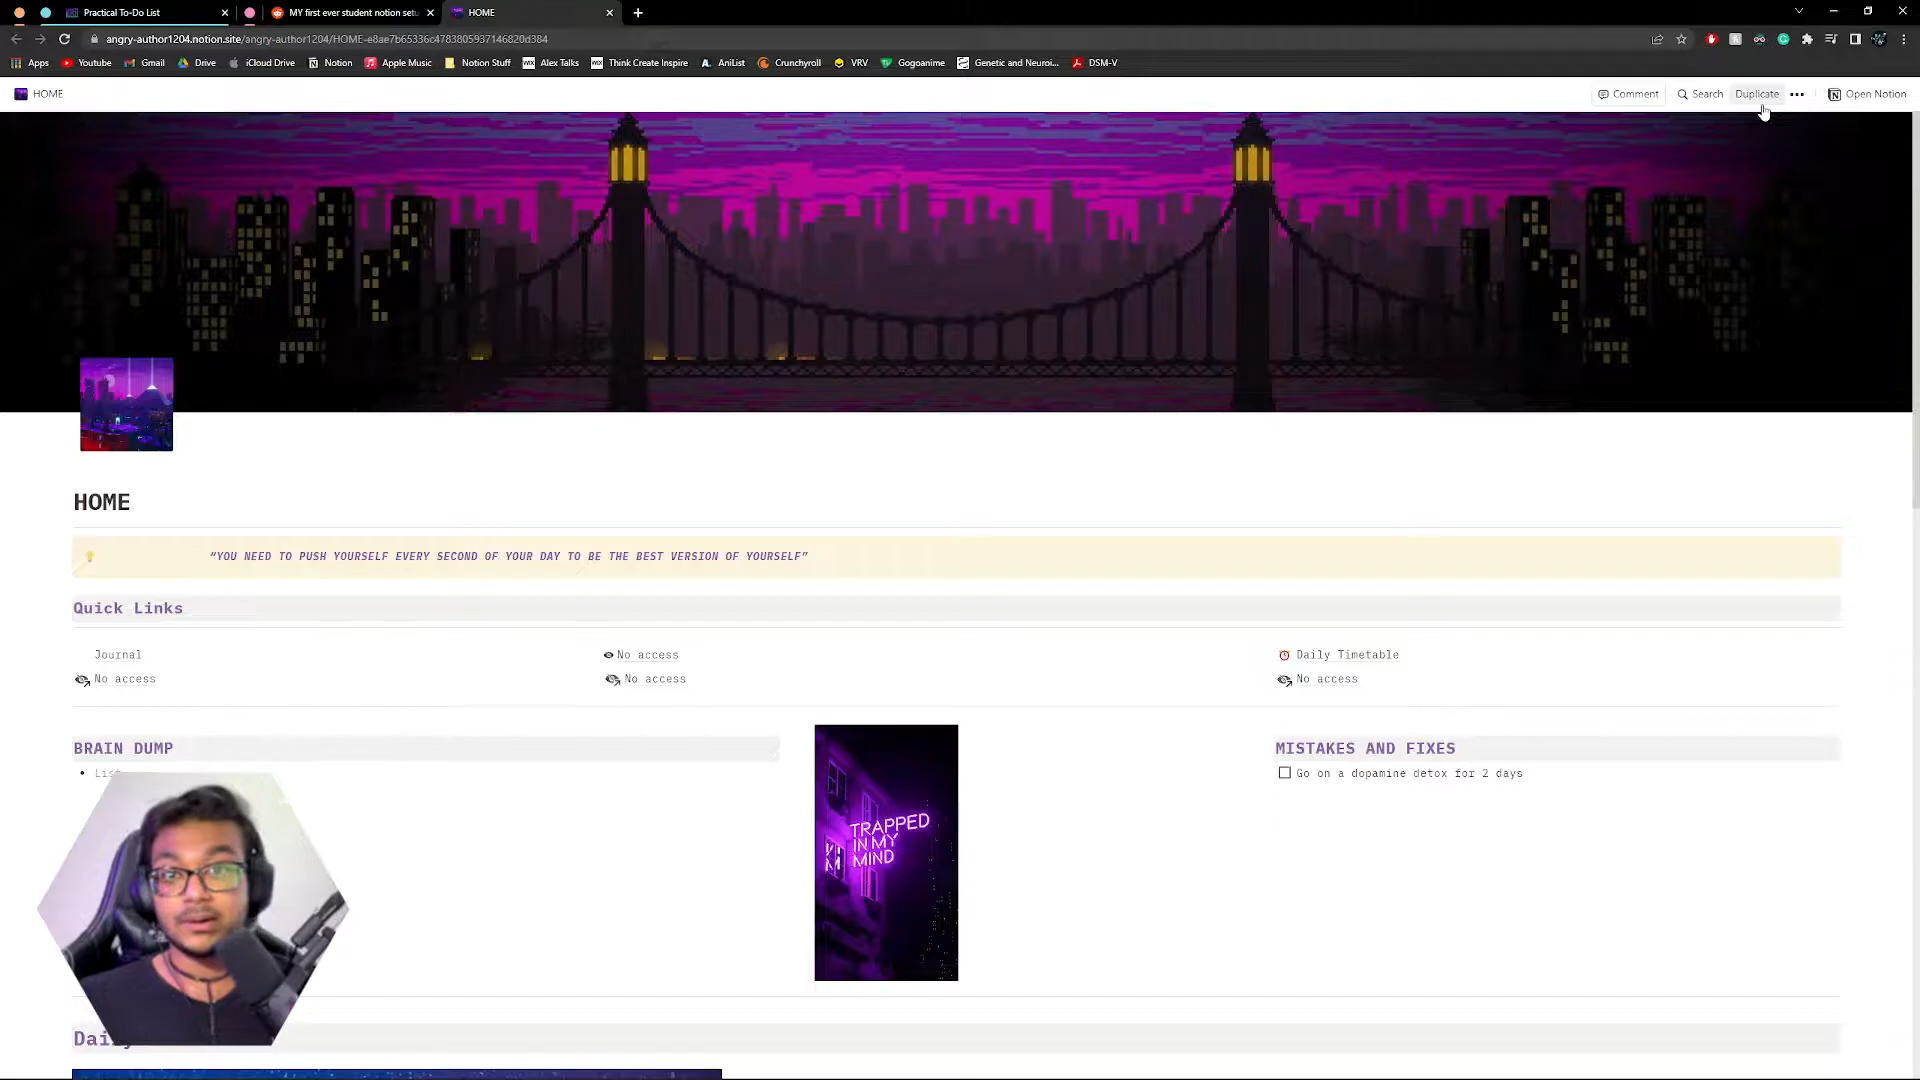 Practical To-Do List
MY first ever student notion setu
HOME
angry-author1204.notion.site/angry-author1204/HOME-e8ae7b65336c4783805937146820d384
Apps
Youtube
Gmail
Drive
iCloud Drive
Notion
Apple Music
Notion Stuff
WIX
Alex Talks
WIX
Think Create Inspire
A.
AniList
Crunchyroll
VRV
Gogoanime
Genetic and Neuroi...
DSM-V
HOME
Comment
Search
Duplicate
Open Notion
HOME
“YOU NEED TO PUSH YOURSELF EVERY SECOND OF YOUR DAY TO BE THE BEST VERSION OF YOURSELF”
Quick Links
Journal
No access
Daily Timetable
No access
No access
No access
BRAIN DUMP
MISTAKES AND FIXES
List
Go on a dopamine detox for 2 days
TRAPPED
IN MY
MIND
Daily